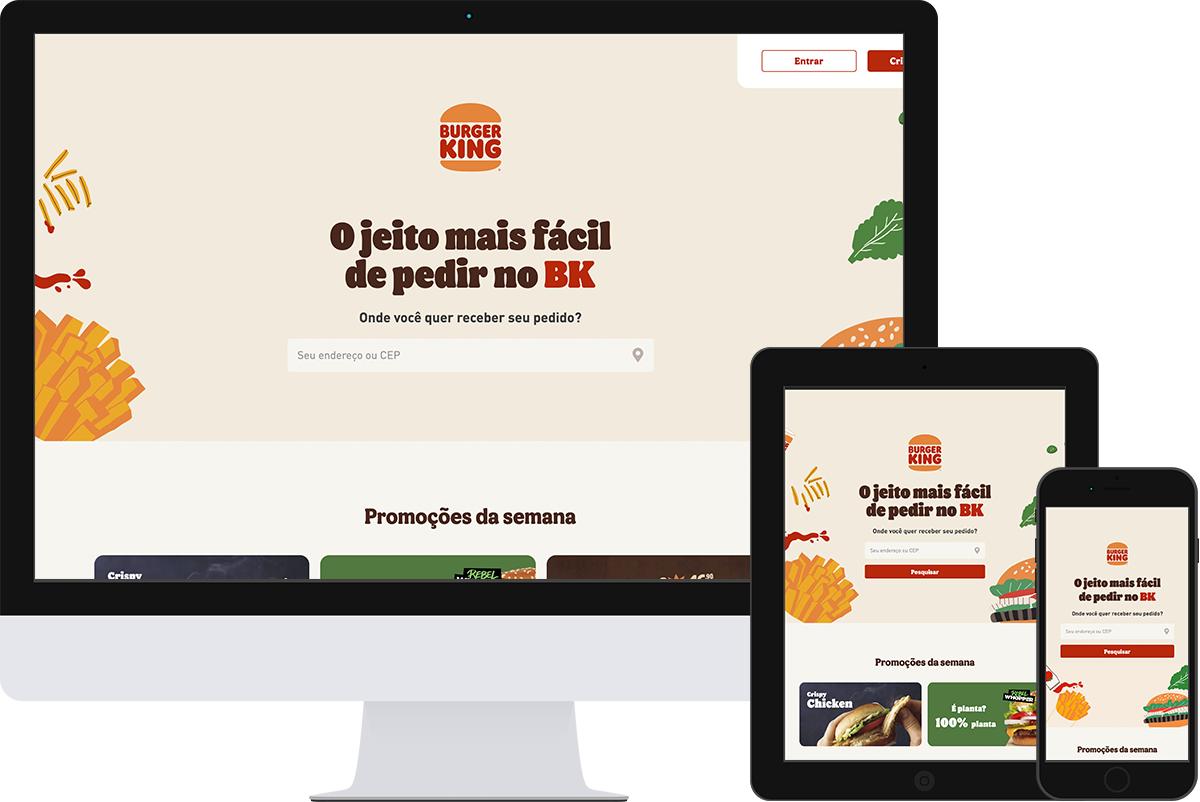 Entrar
BURGER
KING
O jeito mais fácil
de pedir no BK
Onde você quer receber seu pedido?
Seu endereço ou CEP
Promoções da semana
Crispy
REBEL
BURGER
KING
O jeito mais fácil
de pedir no BK
Onde você quer receber seu pedido?
Seu endereço ou CEP
Pesquisar
Promoções da semana
Crispy
Chicken
É planta?
100% planta
REBEL
WHOPPER
BURGER
KING
O jeito mais fácil
de pedir no BK
Onde você quer receber seu pedido?
Seu endereço ou CEP
Pesquisar
Promoções da semana